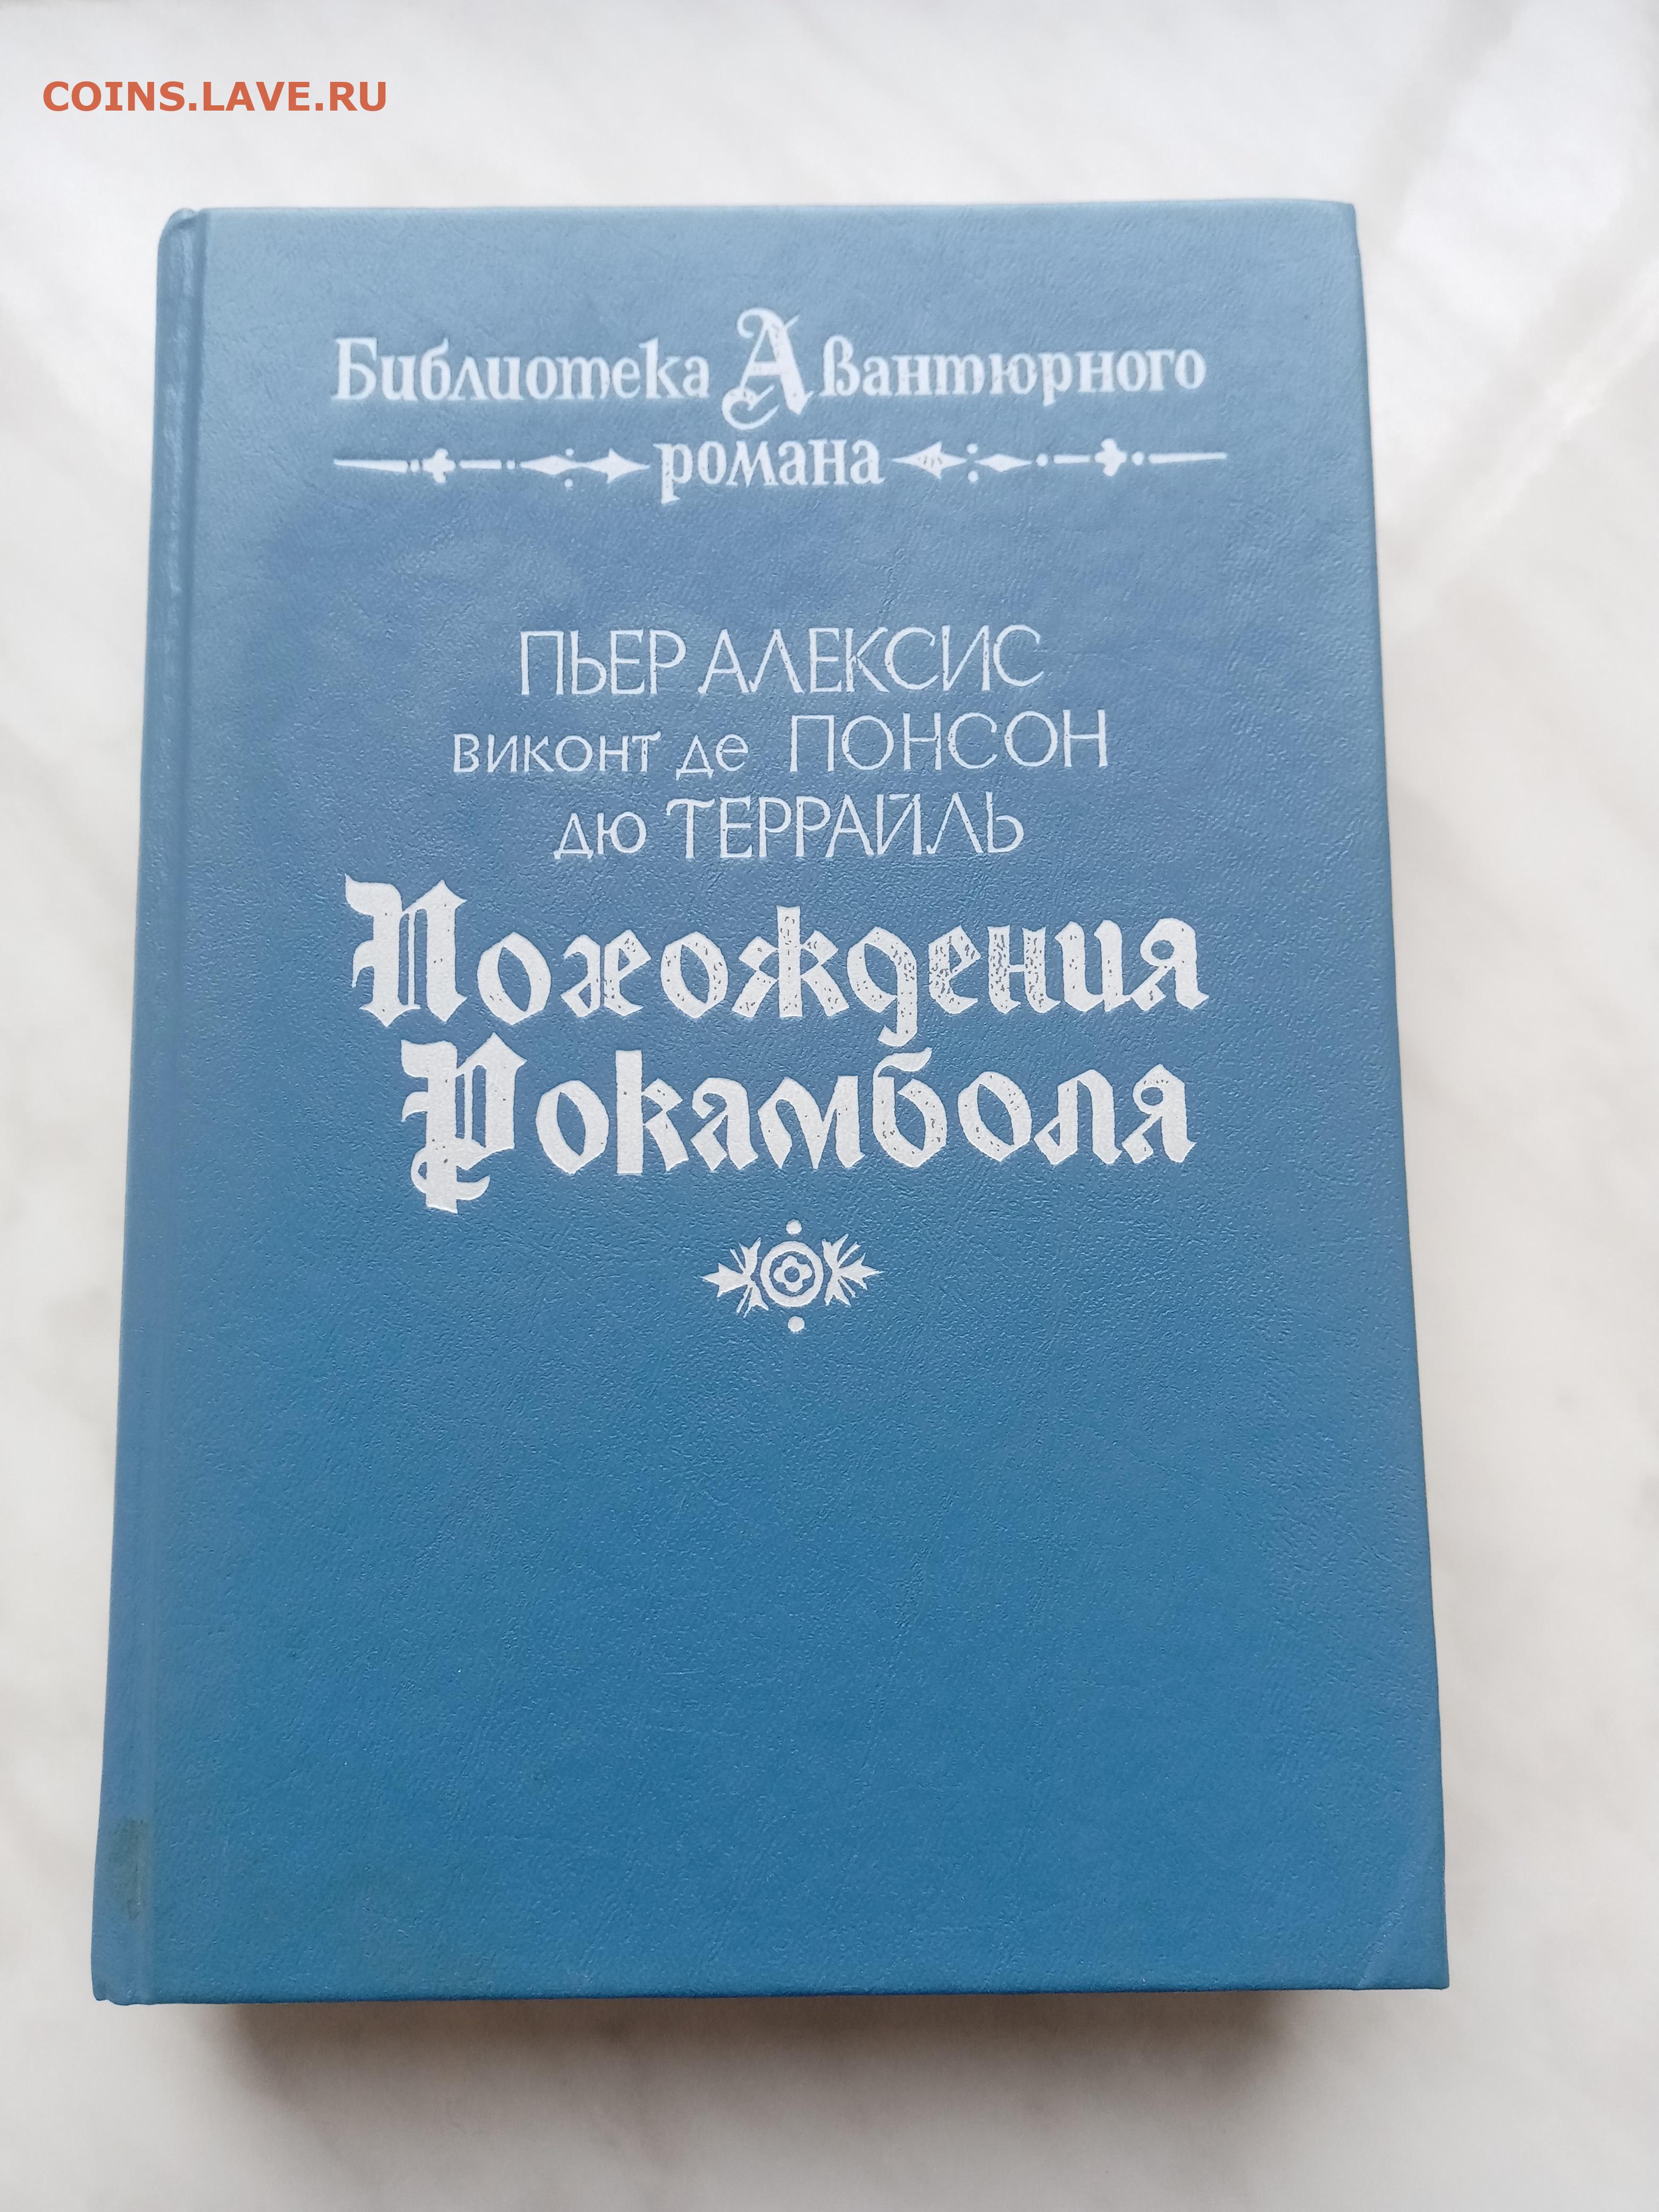 COINS.LAVE.RU
Библиотека Авантюрного
романа
ПЬЕР АЛЕКСИС
виконт де ПОНСОН
дю ТЕРРАЙЛЬ
Похождения
Рокамболя